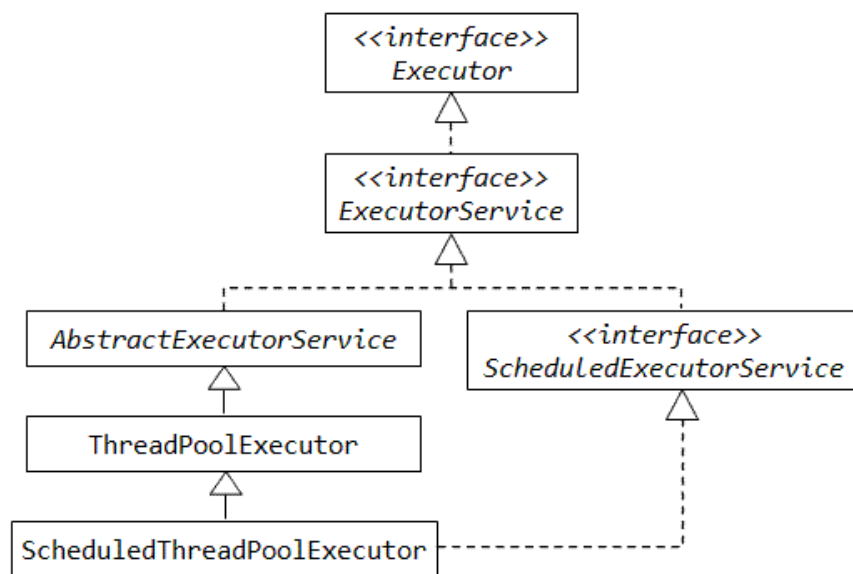 <<interface>>
Executor
<<interface>>
ExecutorService
AbstractExecutorService
<<interface>>
ScheduledExecutorService
ThreadPoolExecutor
ScheduledThreadPoolExecutor